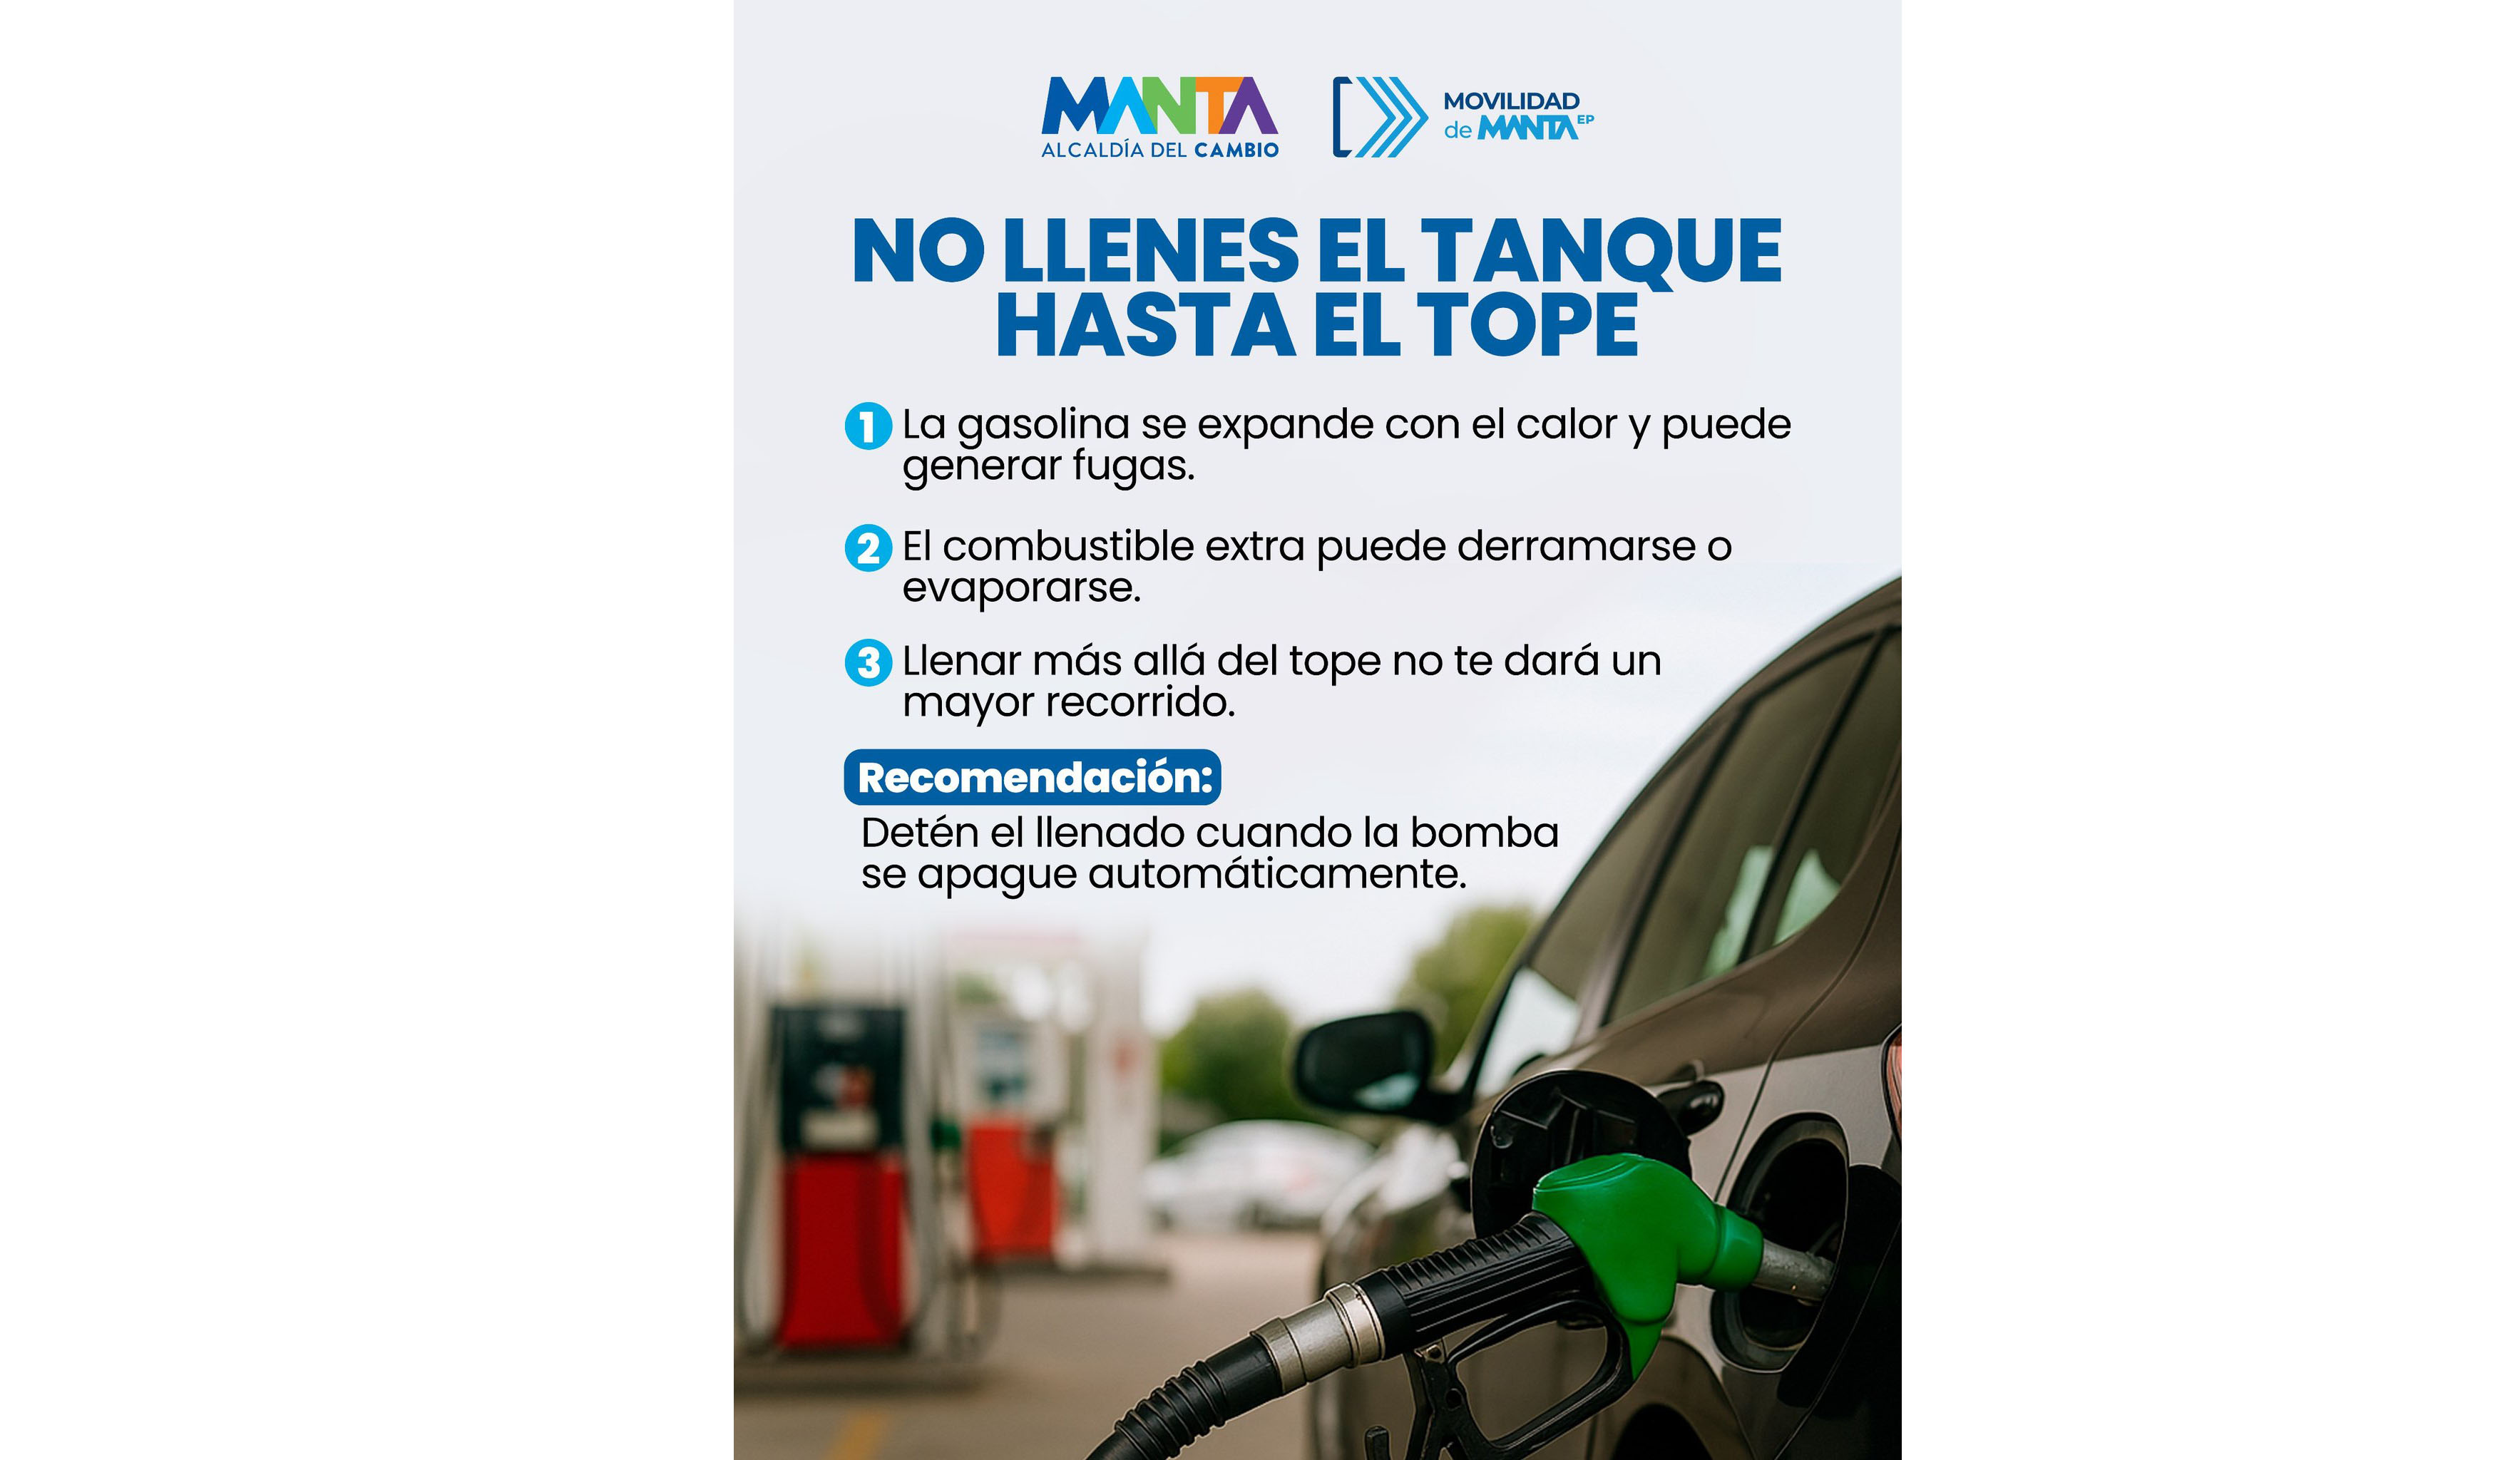 MANTA
ALCALDÍA DEL CAMBIO
MOVILIDAD
de MANTA EP
NO LLENES EL TANQUE
HASTA EL TOPE
1 La gasolina se expande con el calor y puede
generar fugas.
2 El combustible extra puede derramarse o
evaporarse.
3 Llenar más allá del tope no te dará un
mayor recorrido.
Recomendación:
Detén el llenado cuando la bomba
se apague automáticamente.